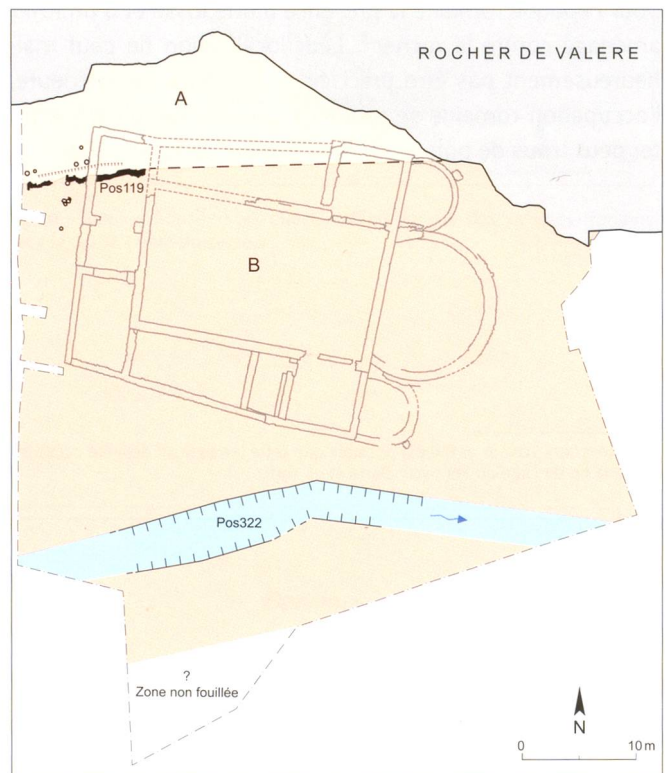 ROCHER DE VALERE
A
Pos119
B
Pos322
?
Zone non fouillée
N
0 10 m